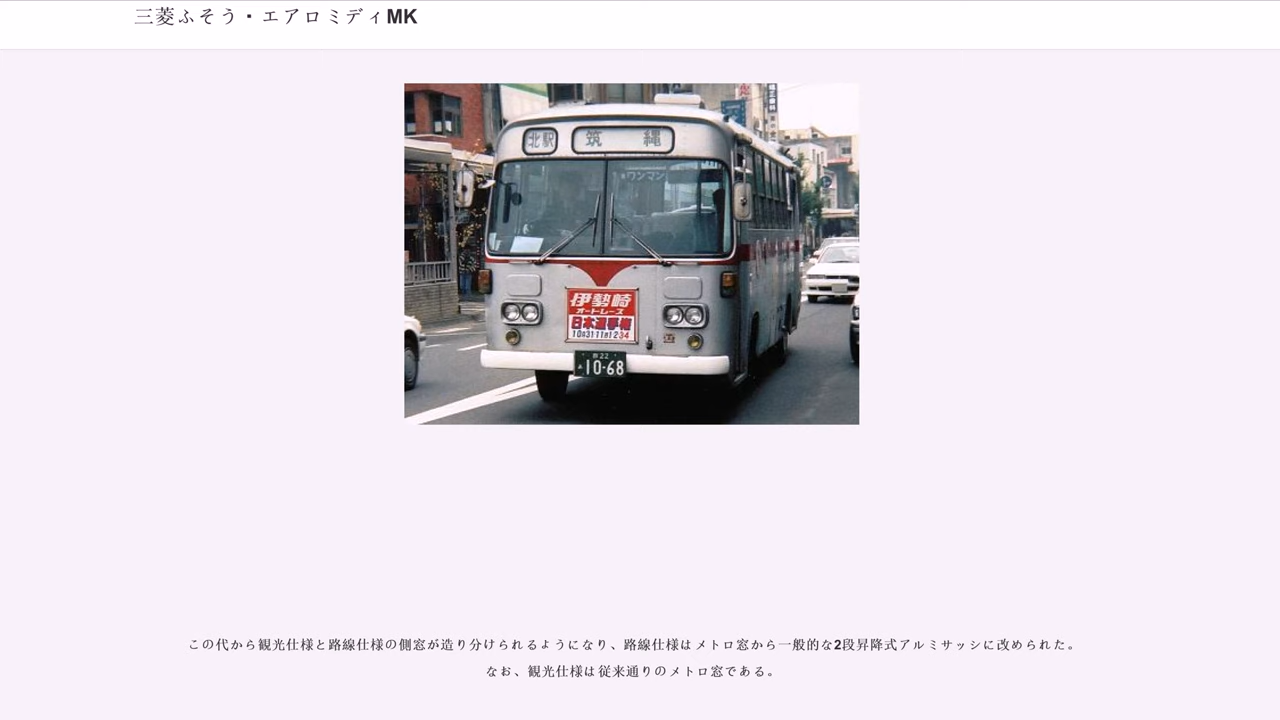 三菱ふそう・エアロミディMK
北駅
筑 縄
ワンマン
伊勢崎
オートレース
日本選手権
群 22
10-68
この代から観光仕様と路線仕様の側窓が造り分けられるようになり、路線仕様はメトロ窓から一般的な2段昇降式アルミサッシに改められた。
なお、観光仕様は従来通りのメトロ窓である。